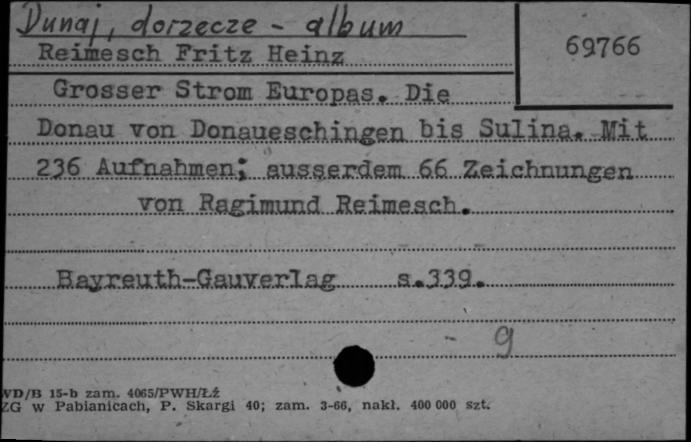 Dunaj, dorzecze - album
Reimesch Fritz Heinz
69766
Grosser Strom Europas. Die
Donau von Donaueschingen bis Sulina. Mit
236 Aufnahmen; ausserdem 66 Zeichnungen
von Ragimund Reimesch.
Bayreuth-Gauverlag s.339.
- 9
WD/B 15-b zam. 4065/PWH/Łź
ZG w Pabianicach, P. Skargi 40; zam. 3-66, nakł. 400 000 szt.